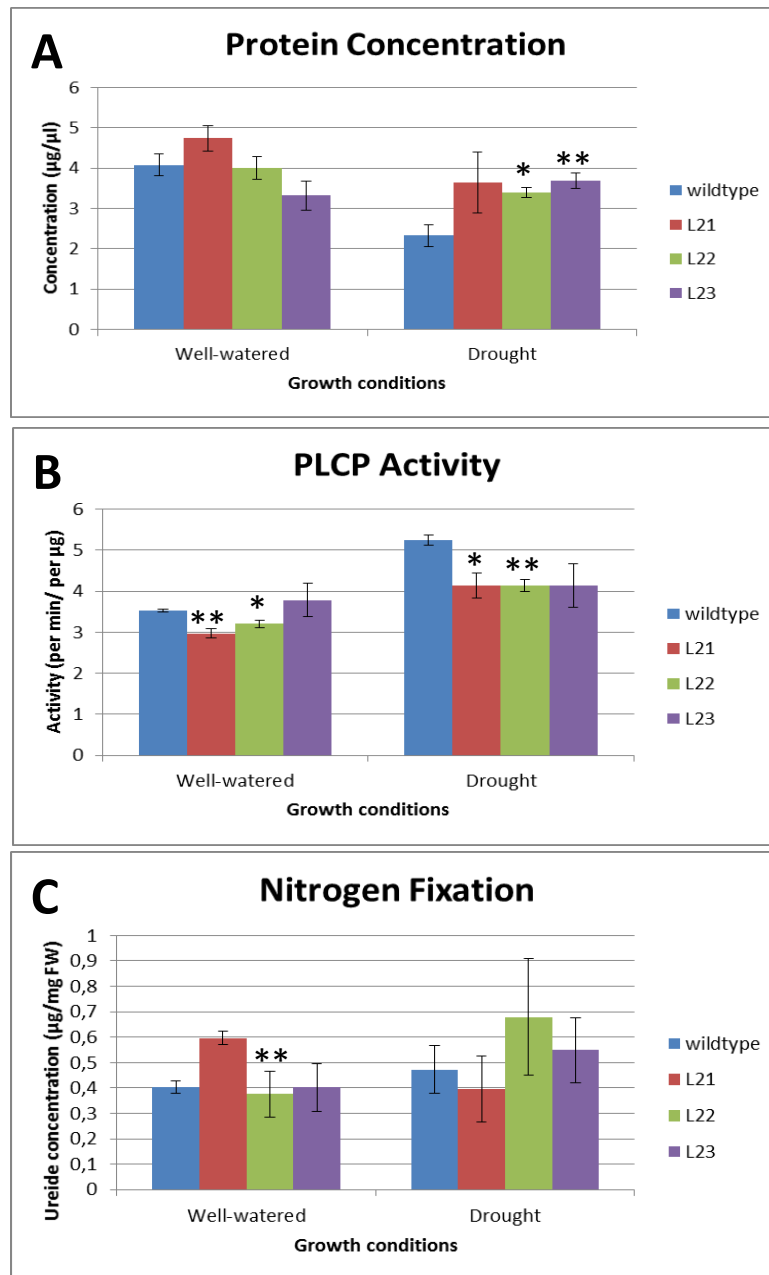 A
Protein Concentration
Concentration (µg/µl)
6
5
4
3
2
1
0
*
**
Well-watered
Drought
Growth conditions
wildtype
L21
L22
L23
B
PLCP Activity
Activity (per min/ per µg)
6
5
4
3
2
1
0
**
*
*
**
Well-watered
Drought
Growth conditions
wildtype
L21
L22
L23
C
Nitrogen Fixation
Ureide concentration (µg/mg FW)
1
0,9
0,8
0,7
0,6
0,5
0,4
0,3
0,2
0,1
0
**
Well-watered
Drought
Growth conditions
wildtype
L21
L22
L23